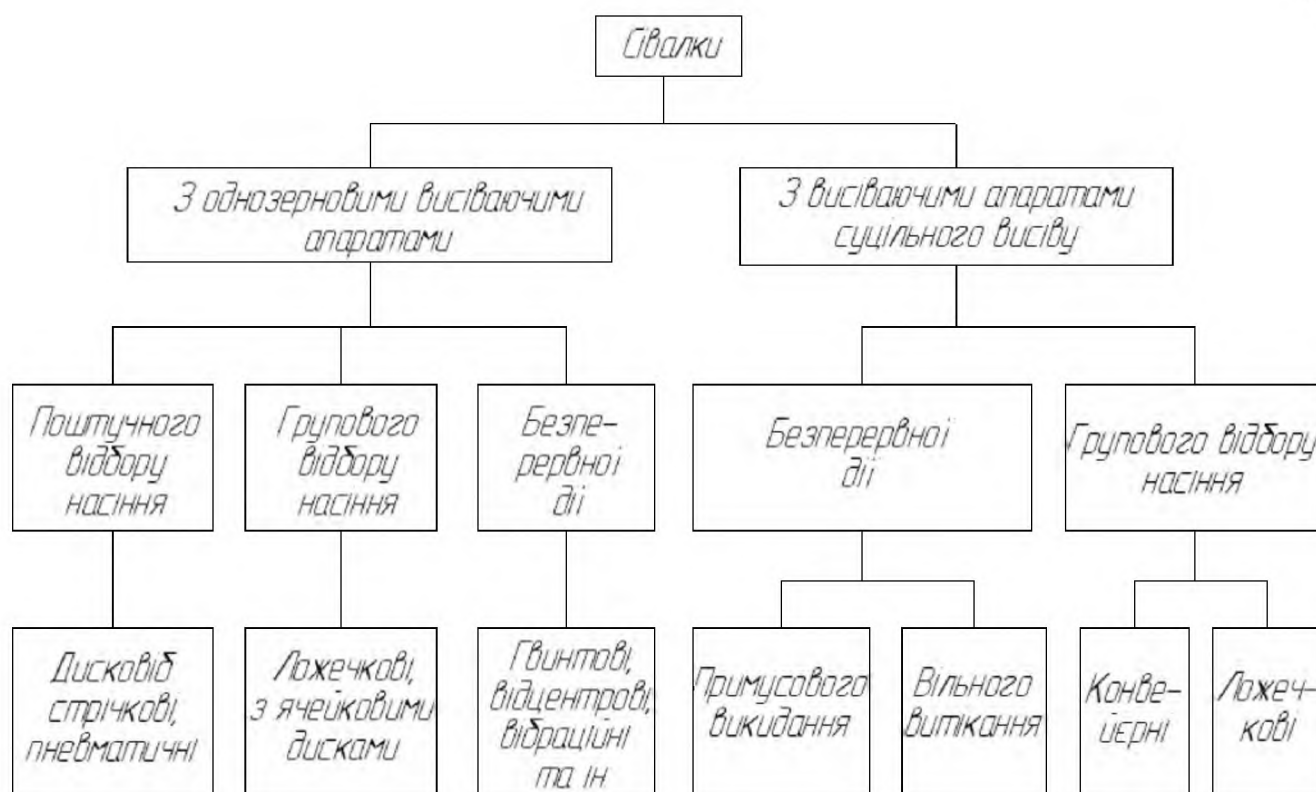 Сівалки
З однозерновими висіваючими
апаратами
З висіваючими апаратами
суцільного висіву
Поштучного
відбору
насіння
Групового
відбору
насіння
Безпе-
рервної
дії
Безперервної
дії
Групового відбору
насіння
Дисковіб
стрічкові,
пневматичні
Ложечкові,
з ячейковими
дисками
Гвинтові,
відцентрові,
вібраційні
та ін
Примусового
викидання
Вільного
витікання
Конве-
йєрні
Ложеч-
кові